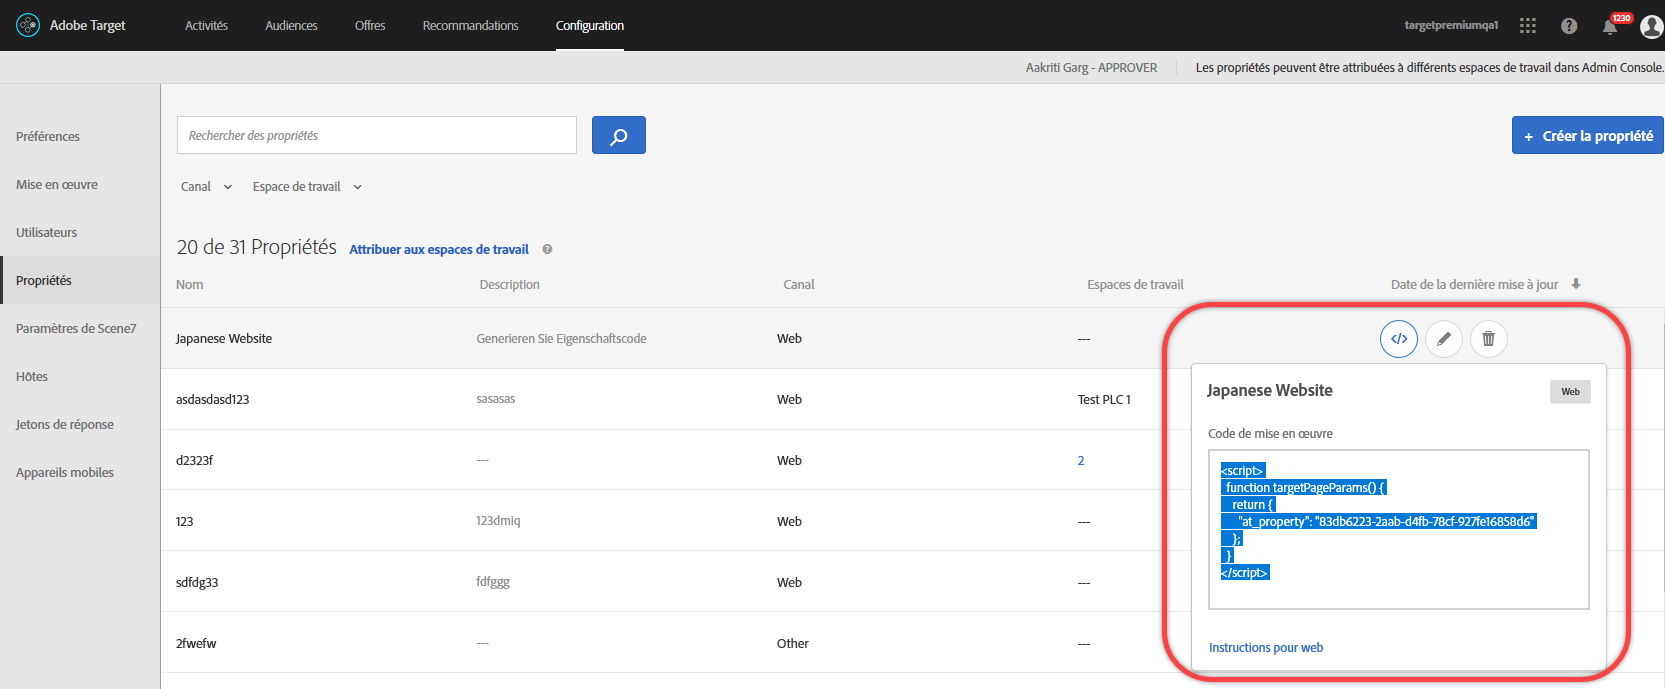 Adobe Target Activités Audiences Offres Recommandations Configuration targetpremiumqa1 1230
Aakriti Garg - APPROVER Les propriétés peuvent être attribuées à différents espaces de travail dans Admin Console.
Préférences
Mise en œuvre
Utilisateurs
Propriétés
Paramètres de Scene7
Hôtes
Jetons de réponse
Appareils mobiles
Rechercher des propriétés
+ Créer la propriété
Canal Espace de travail
20 de 31 Propriétés Attribuer aux espaces de travail ?
Nom Description Canal Espaces de travail Date de la dernière mise à jour
Japanese Website Generieren Sie Eigenschaftscode Web ---
asdasdasd123 sasasas Web Test PLC 1
d2323f --- Web 2
123 123dmiq Web ---
sdfdg33 fdfggg Web ---
2fwefw --- Other ---
</>
Japanese Website Web
Code de mise en œuvre
<script>
function targetPageParams() {
return {
"at_property": "83db6223-2aab-d4fb-78cf-927fe16858d6"
};
}
</script>
Instructions pour web